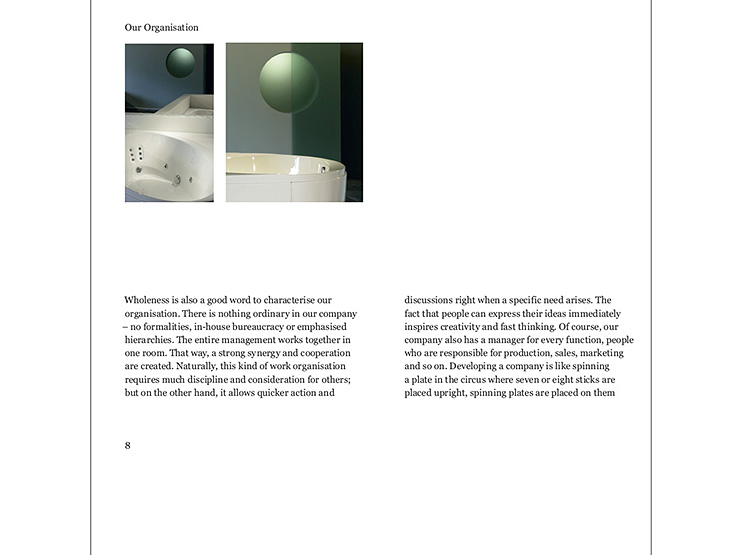 Our Organisation
Wholeness is also a good word to characterise our
organisation. There is nothing ordinary in our company
– no formalities, in-house bureaucracy or emphasised
hierarchies. The entire management works together in
one room. That way, a strong synergy and cooperation
are created. Naturally, this kind of work organisation
requires much discipline and consideration for others;
but on the other hand, it allows quicker action and
discussions right when a specific need arises. The
fact that people can express their ideas immediately
inspires creativity and fast thinking. Of course, our
company also has a manager for every function, people
who are responsible for production, sales, marketing
and so on. Developing a company is like spinning
a plate in the circus where seven or eight sticks are
placed upright, spinning plates are placed on them
8